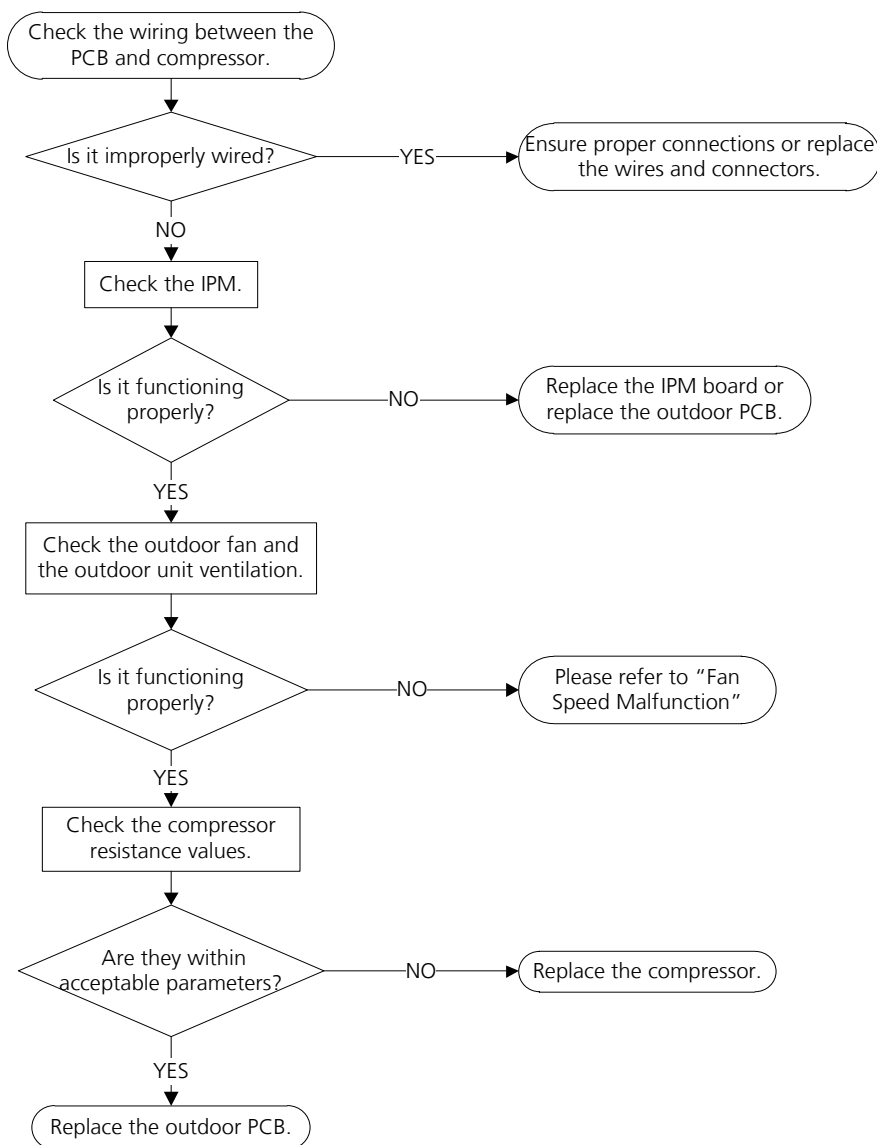 Check the wiring between the
PCB and compressor.
Is it improperly wired?
YES
Ensure proper connections or replace
the wires and connectors.
NO
Check the IPM.
Is it functioning
properly?
NO
Replace the IPM board or
replace the outdoor PCB.
YES
Check the outdoor fan and
the outdoor unit ventilation.
Is it functioning
properly?
NO
Please refer to “Fan
Speed Malfunction”
YES
Check the compressor
resistance values.
Are they within
acceptable parameters?
NO
Replace the compressor.
YES
Replace the outdoor PCB.